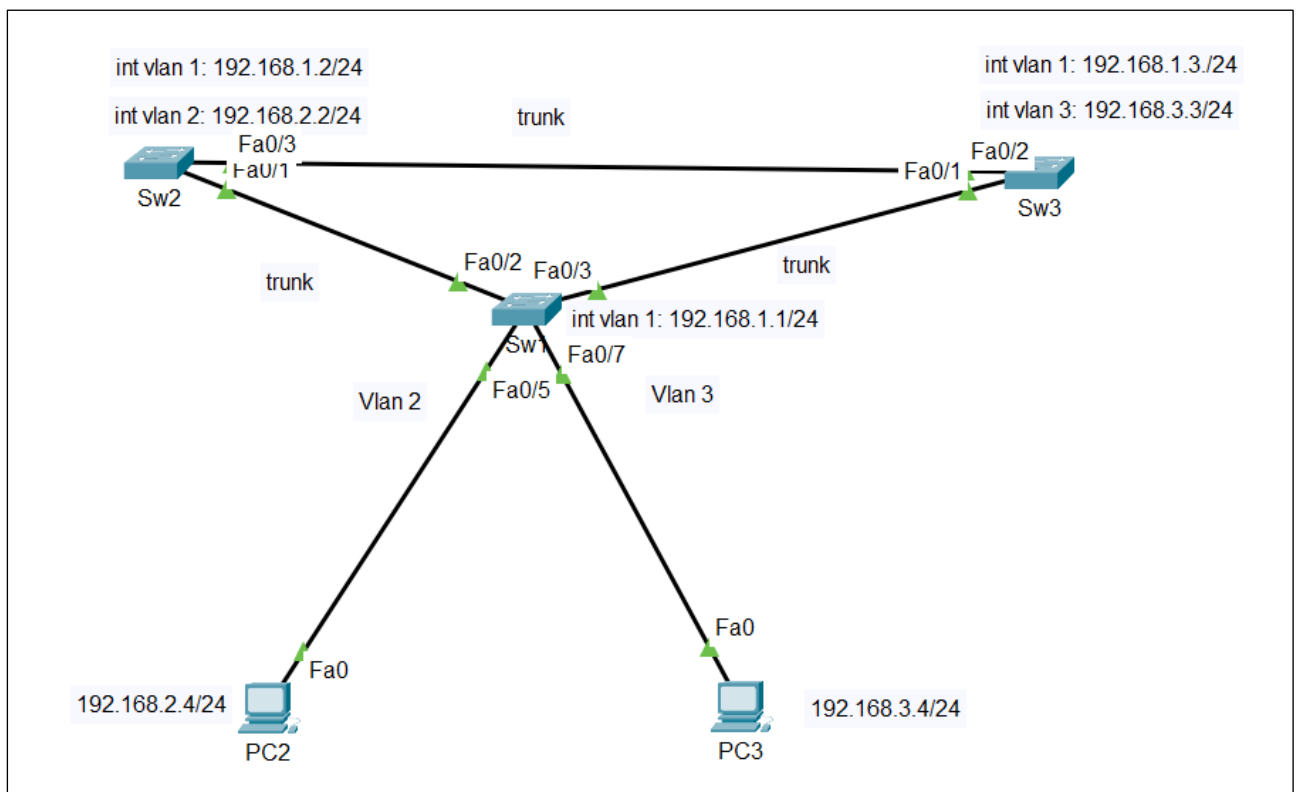 int vlan 1: 192.168.1.2/24
int vlan 2: 192.168.2.2/24
int vlan 1: 192.168.1.3./24
int vlan 3: 192.168.3.3/24
trunk
Fa0/3
Fa0/1
Sw2
Fa0/2
Fa0/1
Sw3
trunk
Fa0/2
Fa0/3
trunk
int vlan 1: 192.168.1.1/24
Sw1
Fa0/7
Vlan 2
Fa0/5
Vlan 3
Fa0
192.168.2.4/24
PC2
Fa0
192.168.3.4/24
PC3